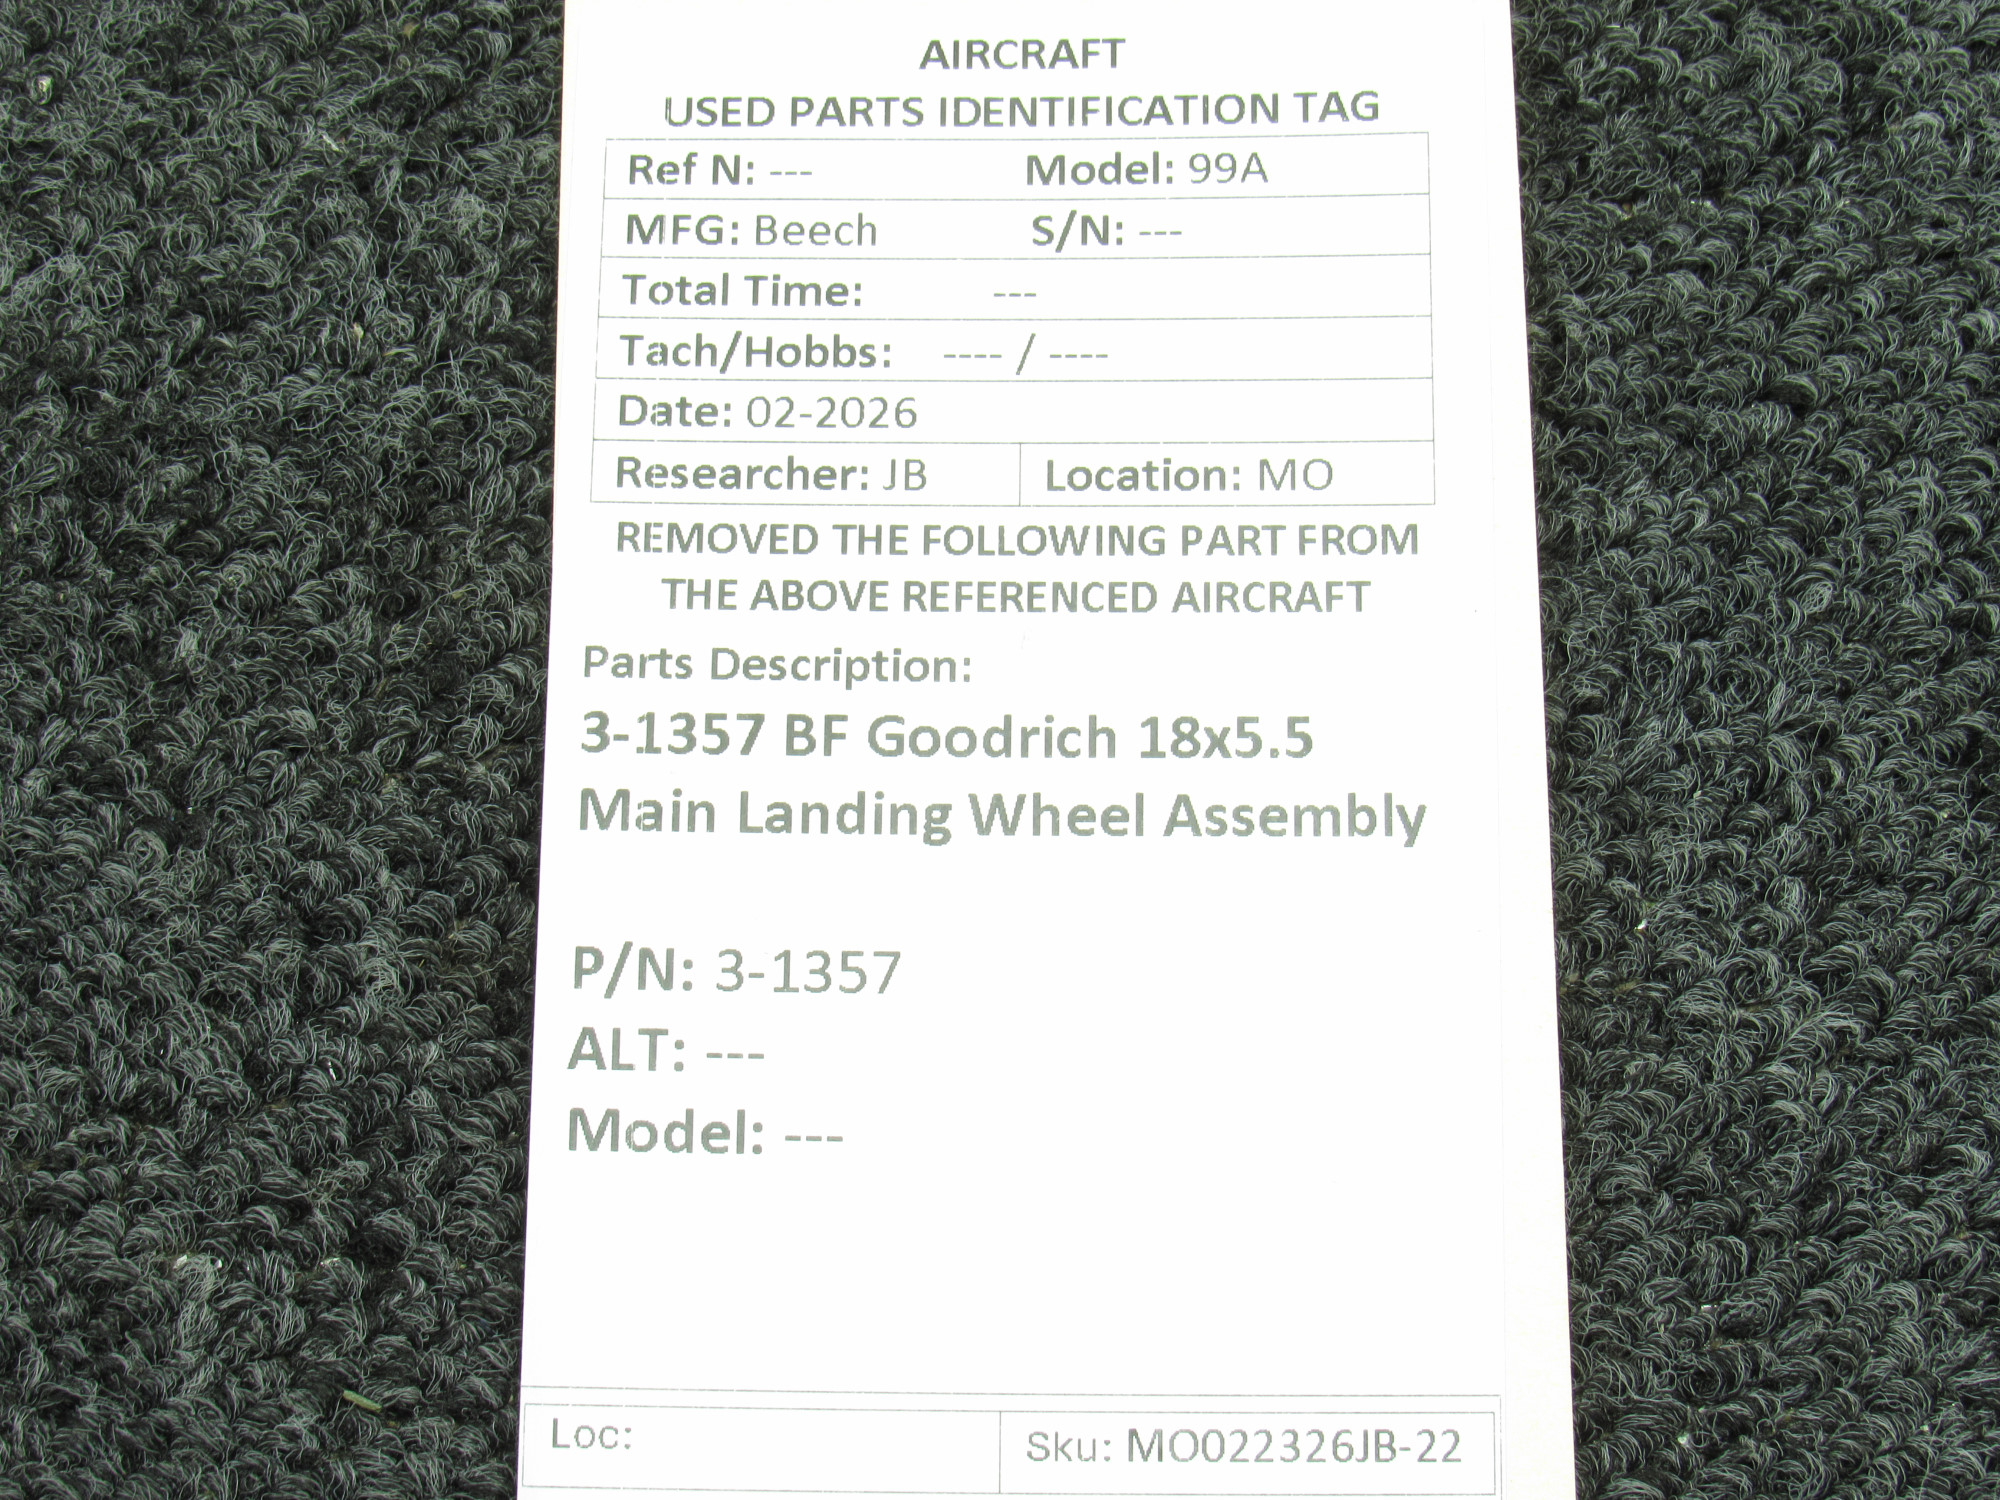 AIRCRAFT
USED PARTS IDENTIFICATION TAG
Ref N: --- Model: 99A
MFG: Beech S/N: ---
Total Time: ---
Tach/Hobbs: ---- / ----
Date: 02-2026
Researcher: JB Location: MO
REMOVED THE FOLLOWING PART FROM
THE ABOVE REFERENCED AIRCRAFT
Parts Description:
3-1357 BF Goodrich 18x5.5
Main Landing Wheel Assembly
P/N: 3-1357
ALT: ---
Model: ---
Loc: Sku: MO022326JB-22